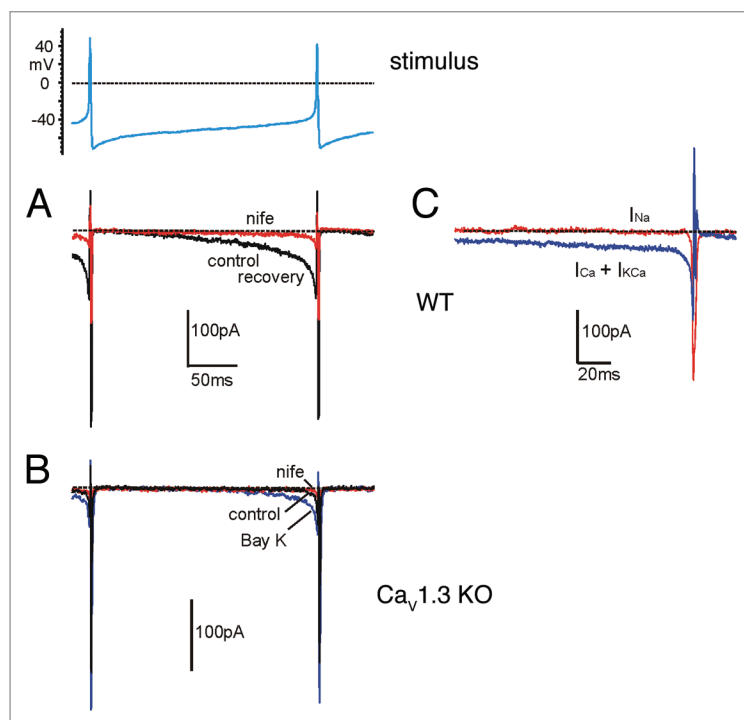 40
mV
0
-40
stimulus
A
nife
control
recovery
100pA
50ms
C
INa
ICa + IKCa
WT
100pA
20ms
B
nife
control
Bay K
100pA
CaV1.3 KO